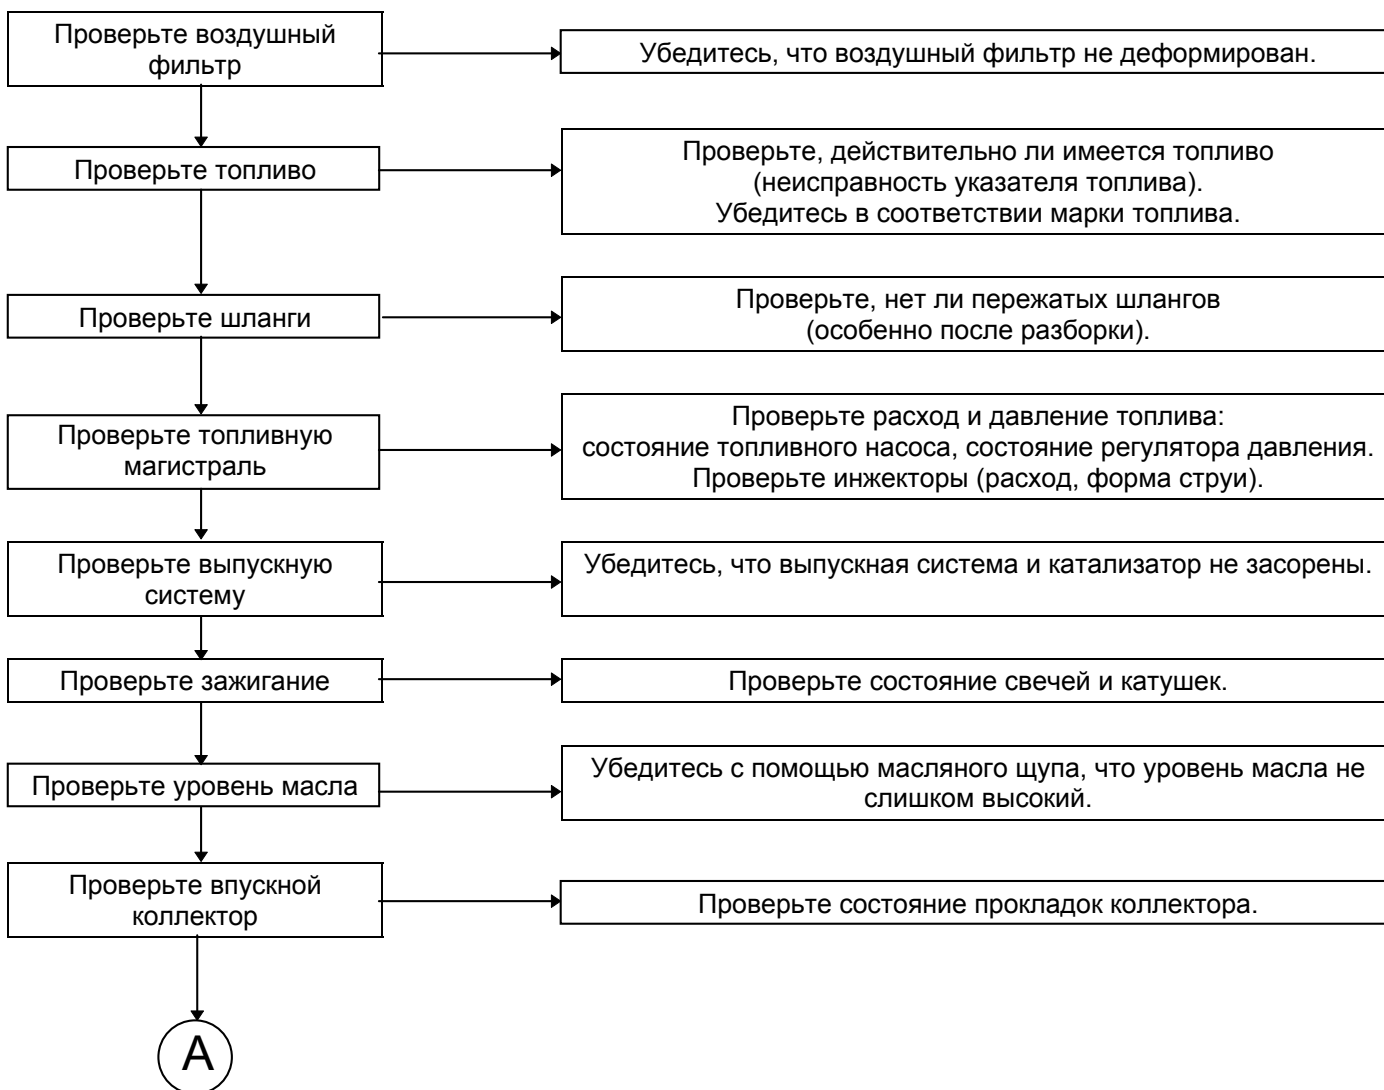 Проверьте воздушный
фильтр
Убедитесь, что воздушный фильтр не деформирован.
Проверьте топливо
Проверьте, действительно ли имеется топливо
(неисправность указателя топлива).
Убедитесь в соответствии марки топлива.
Проверьте шланги
Проверьте, нет ли пережатых шлангов
(особенно после разборки).
Проверьте топливную
магистраль
Проверьте расход и давление топлива:
состояние топливного насоса, состояние регулятора давления.
Проверьте инжекторы (расход, форма струи).
Проверьте выпускную
систему
Убедитесь, что выпускная система и катализатор не засорены.
Проверьте зажигание
Проверьте состояние свечей и катушек.
Проверьте уровень масла
Убедитесь с помощью масляного щупа, что уровень масла не
слишком высокий.
Проверьте впускной
коллектор
Проверьте состояние прокладок коллектора.
А